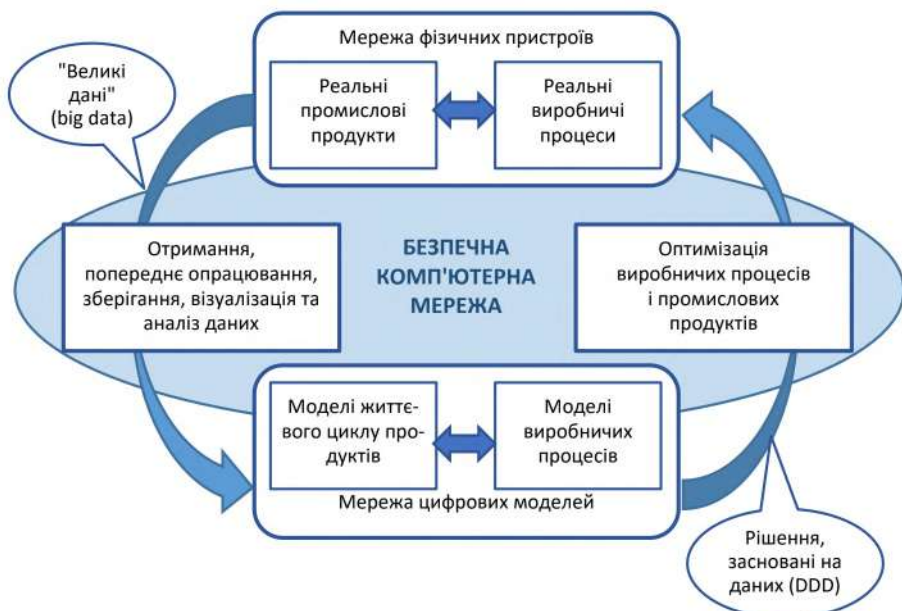 Мережа фізичних пристроїв
"Великі
дані"
(big data)
Реальні
промислові
продукти
Реальні
виробничі
процеси
Отримання,
попереднє опрацювання,
зберігання, візуалізація та
аналіз даних
БЕЗПЕЧНА
КОМП'ЮТЕРНА
МЕРЕЖА
Оптимізація
виробничих процесів
і промислових
продуктів
Моделі життє-
вого циклу про-
дуктів
Моделі
виробничих
процесів
Мережа цифрових моделей
Рішення,
засновані на
даних (DDD)